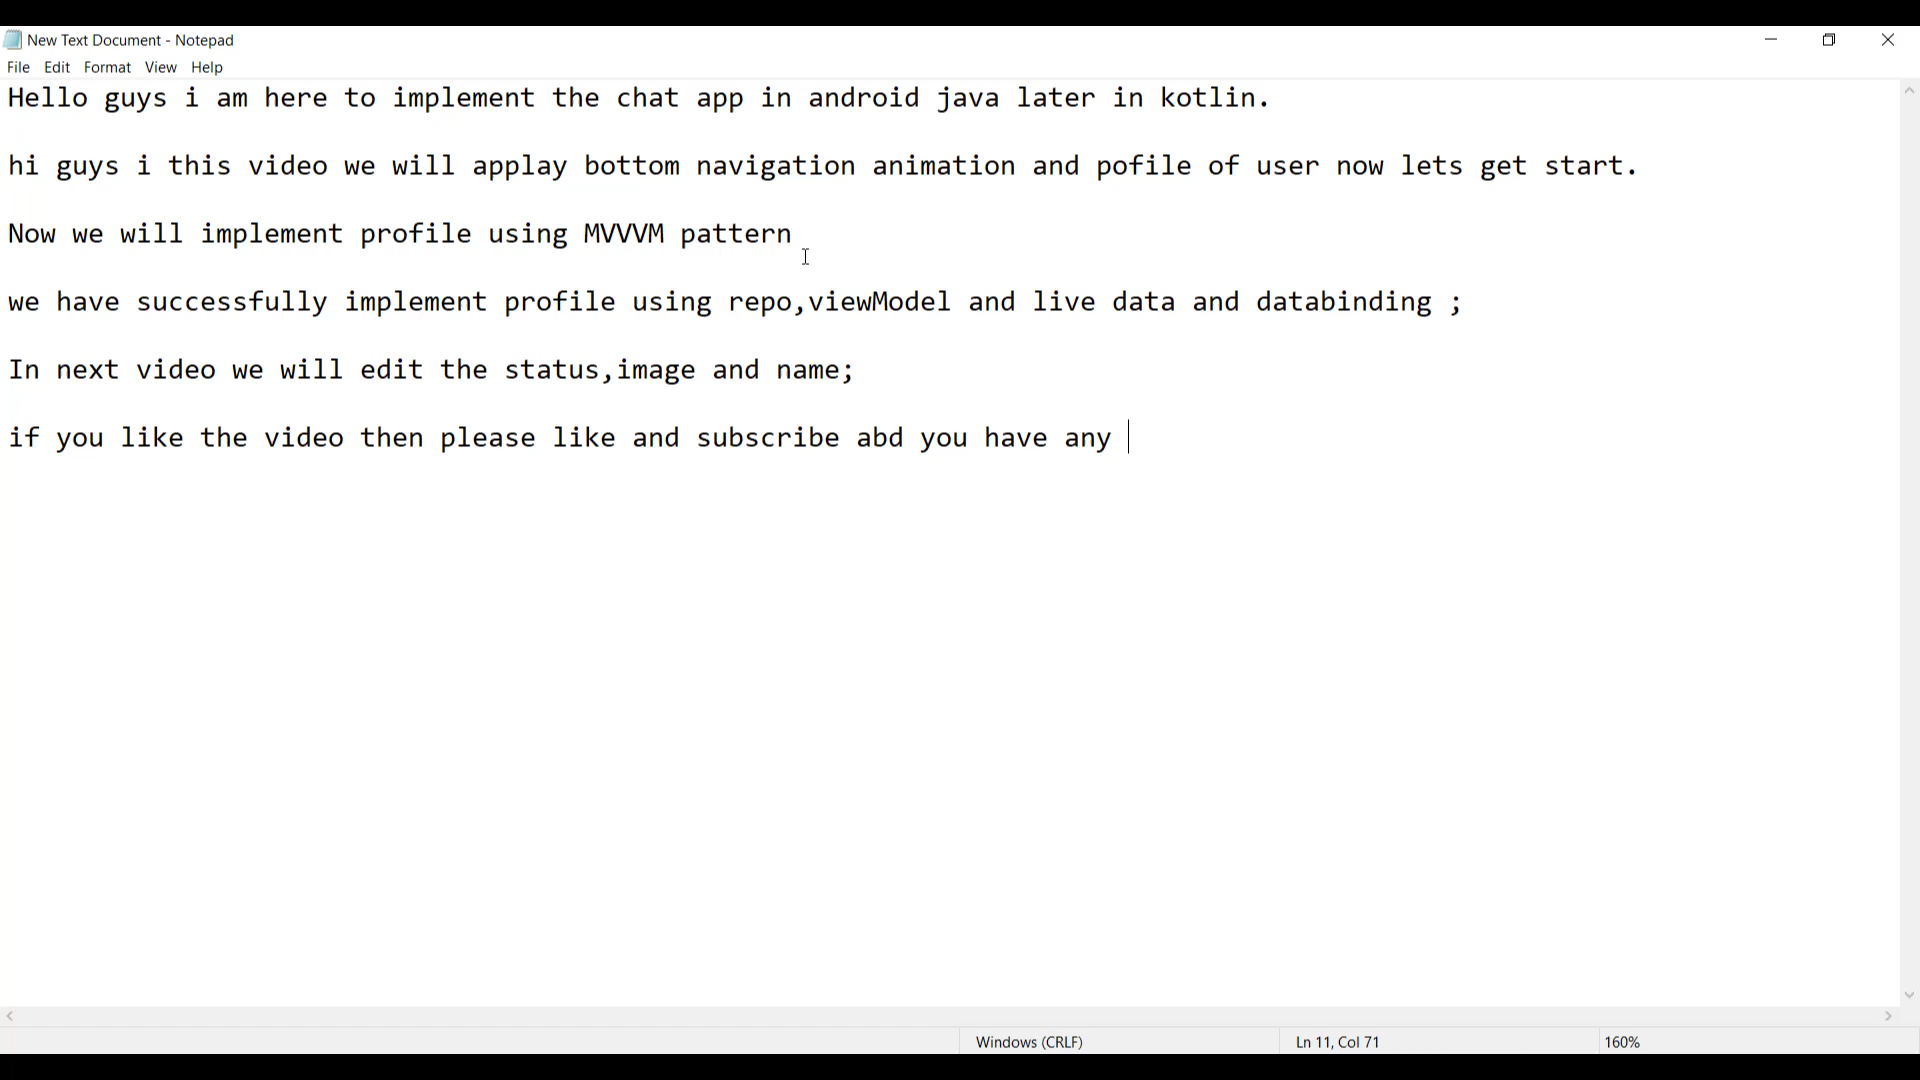 New Text Document - Notepad
File Edit Format View Help
Hello guys i am here to implement the chat app in android java later in kotlin.
hi guys i this video we will applay bottom navigation animation and pofile of user now lets get start.
Now we will implement profile using MVVVM pattern
we have successfully implement profile using repo,viewModel and live data and databinding ;
In next video we will edit the status,image and name;
if you like the video then please like and subscribe abd you have any
Windows (CRLF) Ln 11, Col 71 160%